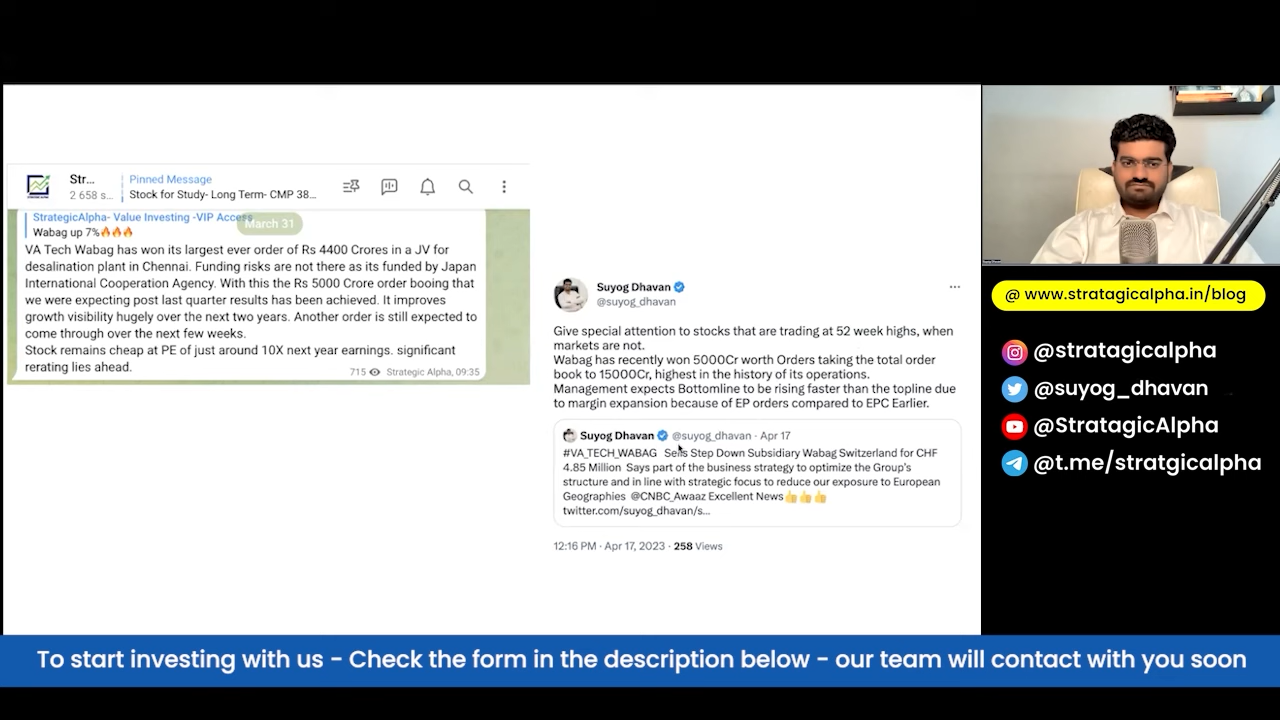 Str...
2 658 s...
Pinned Message
Stock for Study- Long Term- CMP 38...
StrategicAlpha- Value Investing -VIP Access
March 31
Wabag up 7%🔥🔥🔥
VA Tech Wabag has won its largest ever order of Rs 4400 Crores in a JV for
desalination plant in Chennai. Funding risks are not there as its funded by Japan
International Cooperation Agency. With this the Rs 5000 Crore order booing that
we were expecting post last quarter results has been achieved. It improves
growth visibility hugely over the next two years. Another order is still expected to
come through over the next few weeks.
Stock remains cheap at PE of just around 10X next year earnings. significant
rerating lies ahead.
715 Strategic Alpha, 09:35
Suyog Dhavan
@suyog_dhavan
Give special attention to stocks that are trading at 52 week highs, when
markets are not.
Wabag has recently won 5000Cr worth Orders taking the total order
book to 15000Cr, highest in the history of its operations.
Management expects Bottomline to be rising faster than the topline due
to margin expansion because of EP orders compared to EPC Earlier.
Suyog Dhavan @suyog_dhavan · Apr 17
#VA_TECH_WABAG Sells Step Down Subsidiary Wabag Switzerland for CHF
4.85 Million Says part of the business strategy to optimize the Group's
structure and in line with strategic focus to reduce our exposure to European
Geographies @CNBC_Awaaz Excellent News👍👍👍
twitter.com/suyog_dhavan/s...
12:16 PM · Apr 17, 2023 · 258 Views
@ www.stratagicalpha.in/blog
@stratagicalpha
@suyog_dhavan
@StratagicAlpha
@t.me/stratgicalpha
To start investing with us - Check the form in the description below - our team will contact with you soon